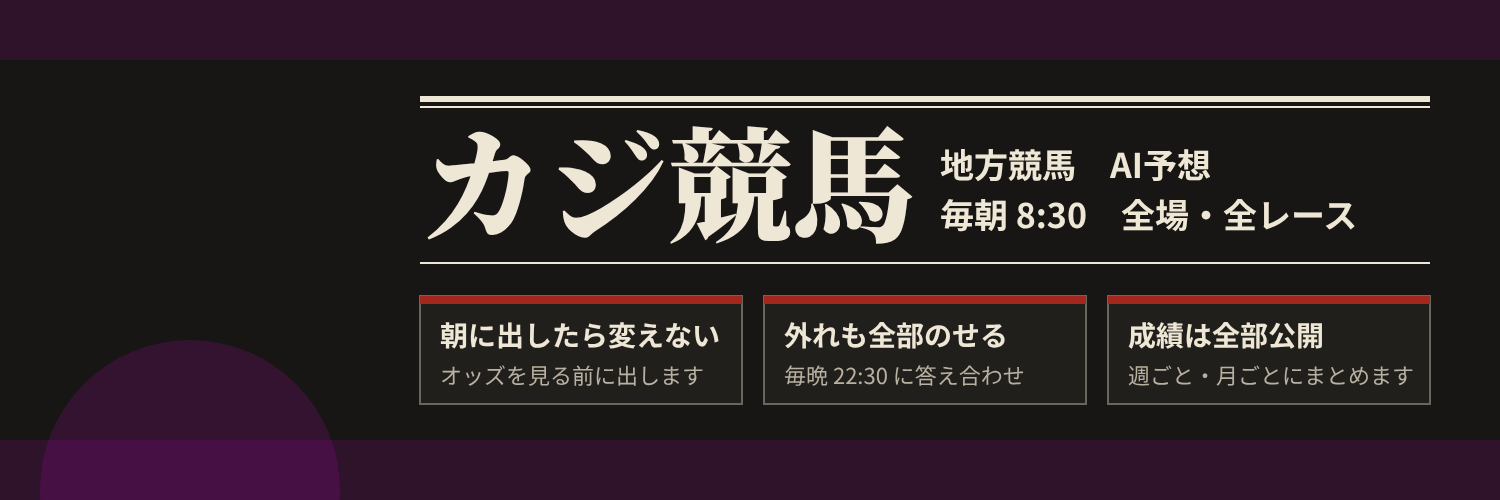 カジ競馬
地方競馬　AI予想
毎朝 8:30　全場・全レース
朝に出したら変えない
オッズを見る前に出します
外れも全部のせる
毎晩 22:30 に答え合わせ
成績は全部公開
週ごと・月ごとにまとめます